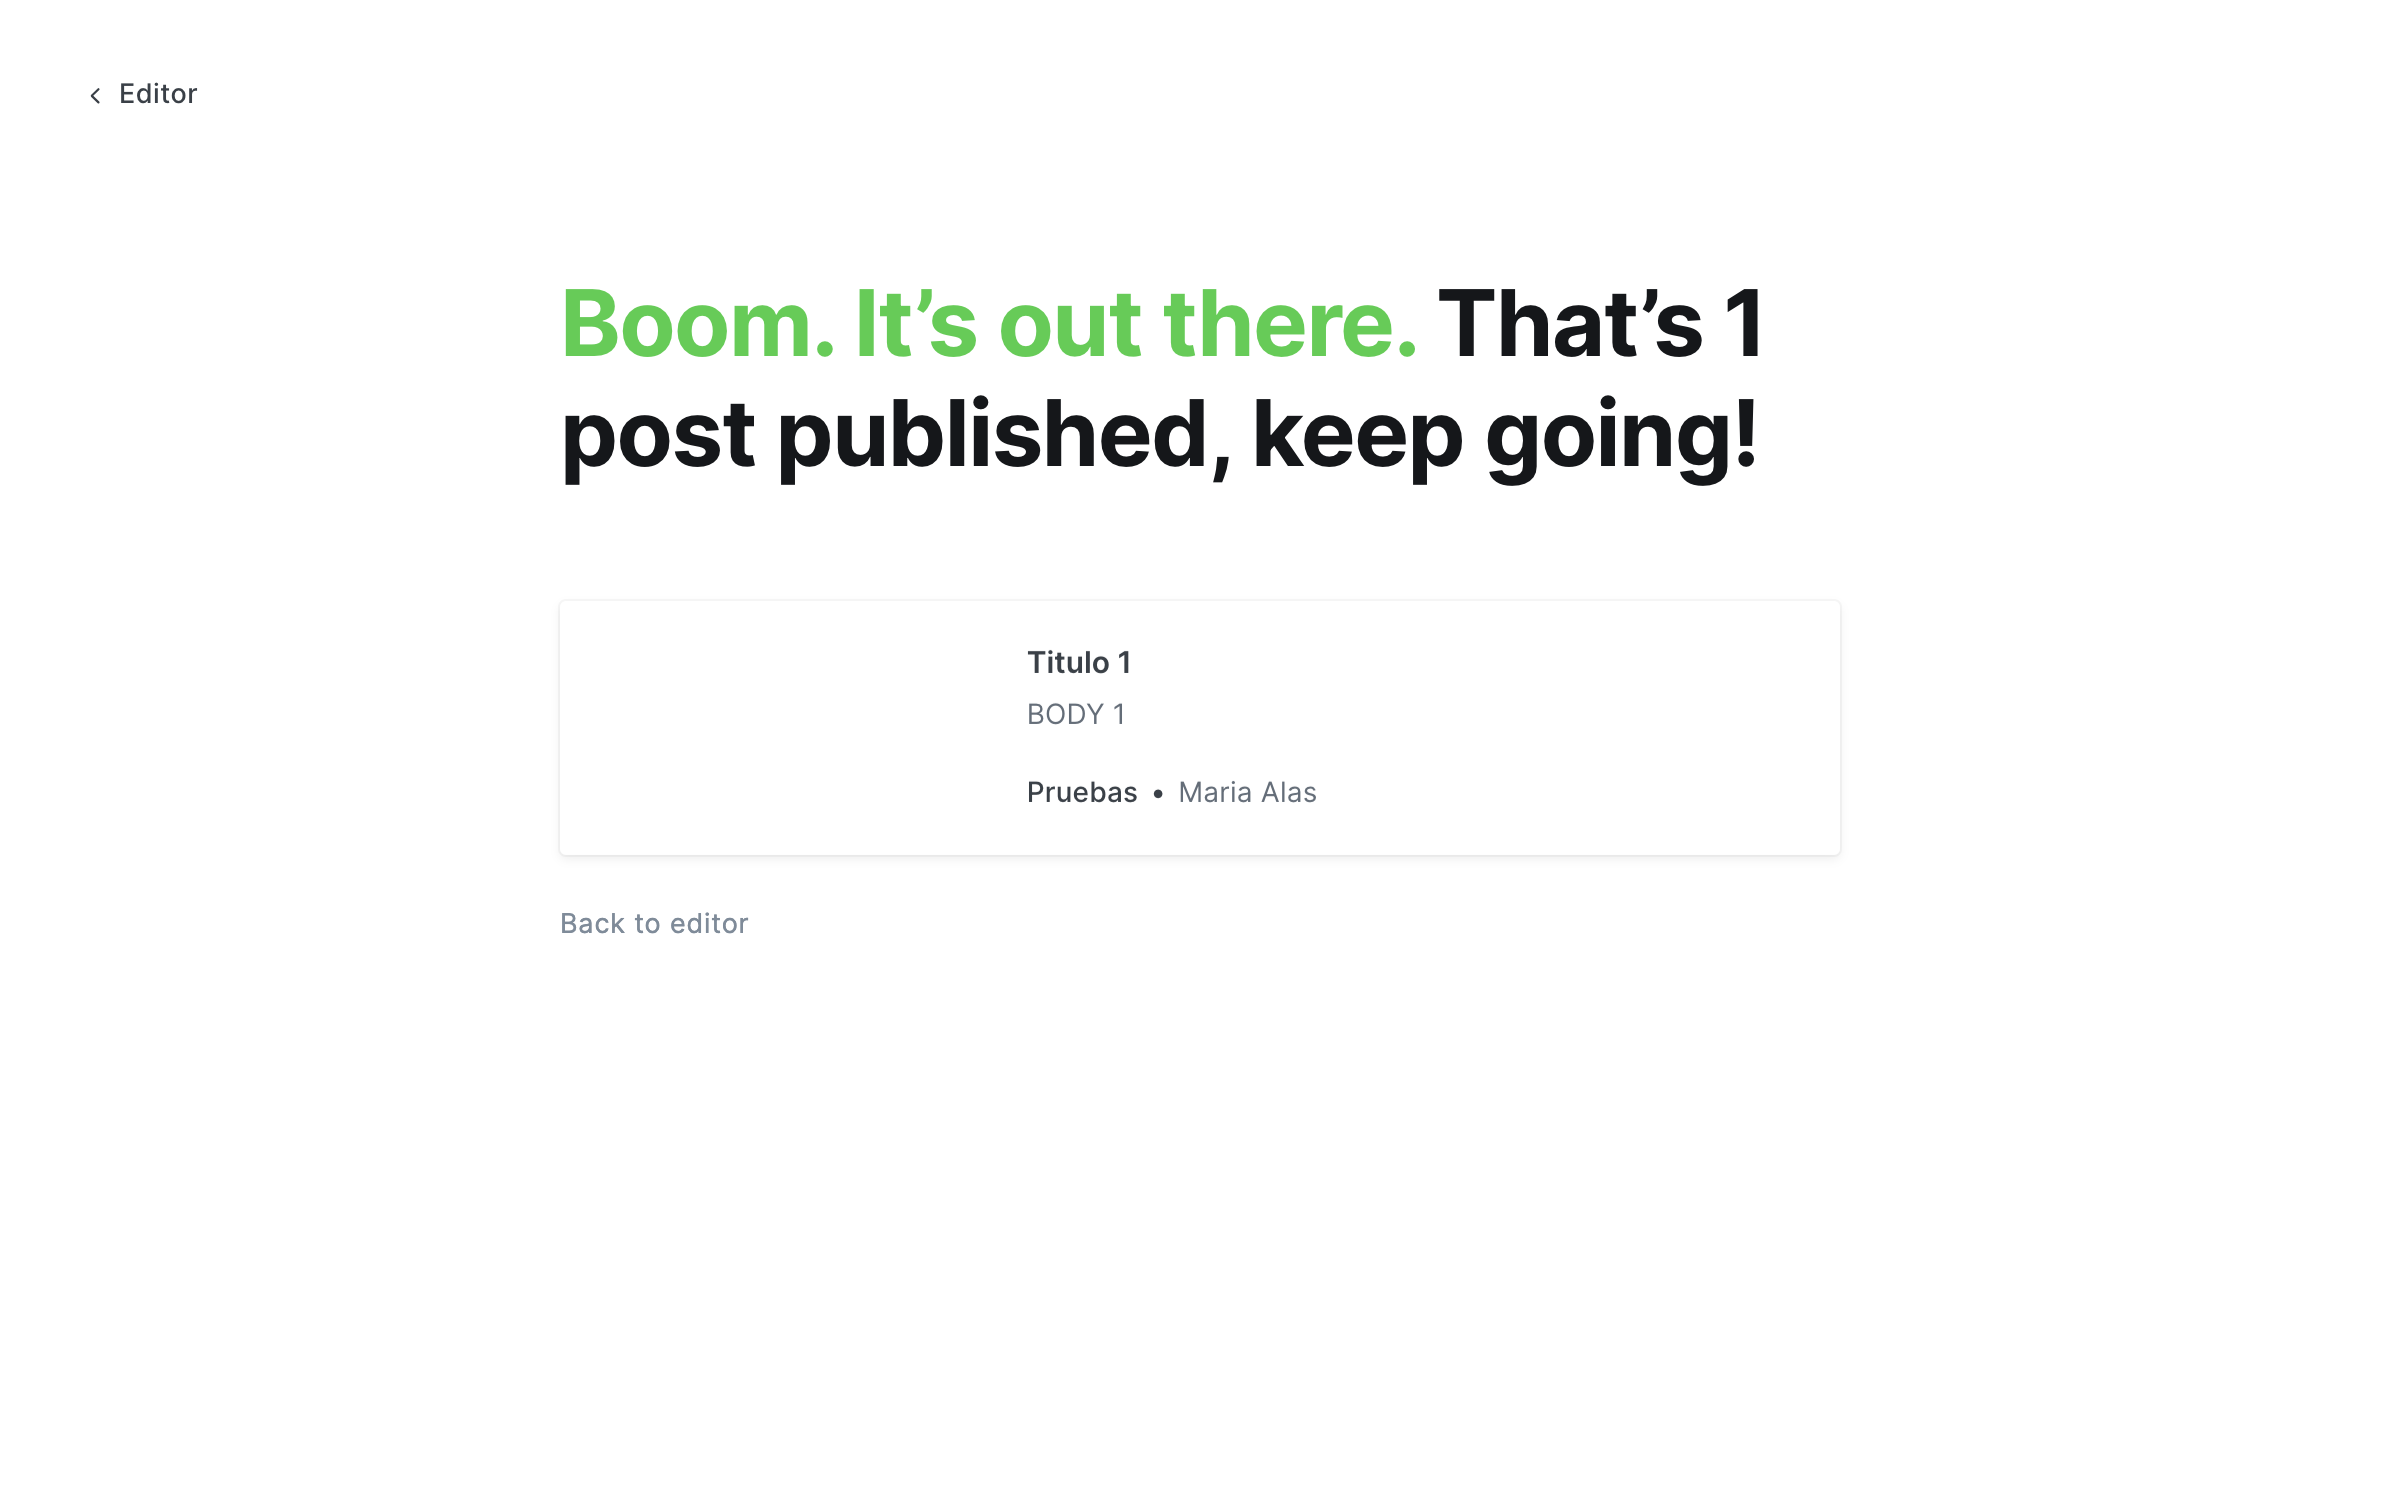 Editor
Boom. It’s out there. That’s 1
post published, keep going!
Titulo 1
BODY 1
Pruebas • Maria Alas
Back to editor